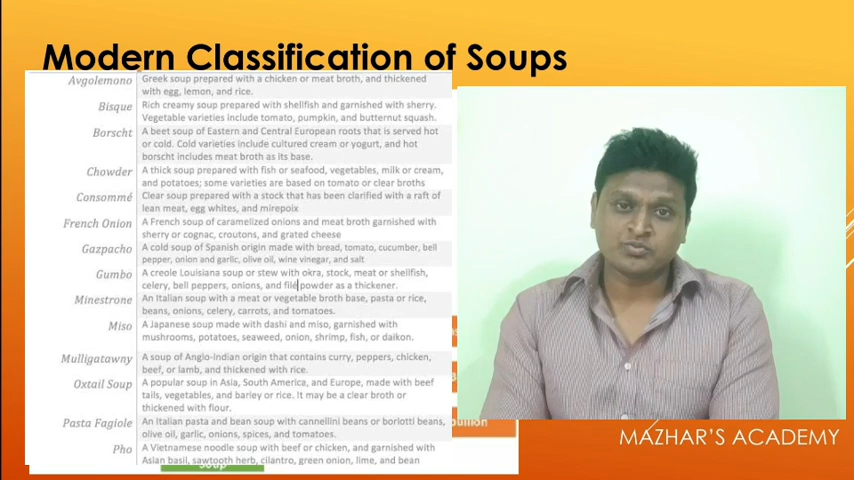 Modern Classification of Soups
Avgolemono Greek soup prepared with a chicken or meat broth, and thickened
with egg, lemon, and rice.
Bisque Rich creamy soup prepared with shellfish and garnished with sherry.
Vegetable varieties include tomato, pumpkin, and butternut squash.
Borscht A beet soup of Eastern and Central European roots that is served hot
or cold. Cold varieties include cultured cream or yogurt, and hot
borscht includes meat broth as its base.
Chowder A thick soup prepared with fish or seafood, vegetables, milk or cream,
and potatoes; some varieties are based on tomato or clear broths
Consommé Clear soup prepared with a stock that has been clarified with a raft of
lean meat, egg whites, and mirepoix
French Onion A French soup of caramelized onions and meat broth garnished with
sherry or cognac, croutons, and grated cheese
Gazpacho A cold soup of Spanish origin made with bread, tomato, cucumber, bell
pepper, onion and garlic, olive oil, wine vinegar, and salt
Gumbo A creole Louisiana soup or stew with okra, stock, meat or shellfish,
celery, bell peppers, onions, and filé powder as a thickener.
Minestrone An Italian soup with a meat or vegetable broth base, pasta or rice,
beans, onions, celery, carrots, and tomatoes.
Miso A Japanese soup made with dashi and miso, garnished with
mushrooms, potatoes, seaweed, onion, shrimp, fish, or daikon.
Mulligatawny A soup of Anglo-Indian origin that contains curry, peppers, chicken,
beef, or lamb, and thickened with rice.
Oxtail Soup A popular soup in Asia, South America, and Europe, made with beef
tails, vegetables, and barley or rice. It may be a clear broth or
thickened with flour.
Pasta Fagiole An Italian pasta and bean soup with cannellini beans or borlotti beans,
olive oil, garlic, onions, spices, and tomatoes.
Pho A Vietnamese noodle soup with beef or chicken, and garnished with
Asian basil, sawtooth herb, cilantro, green onion, lime, and bean
MAZHAR'S ACADEMY